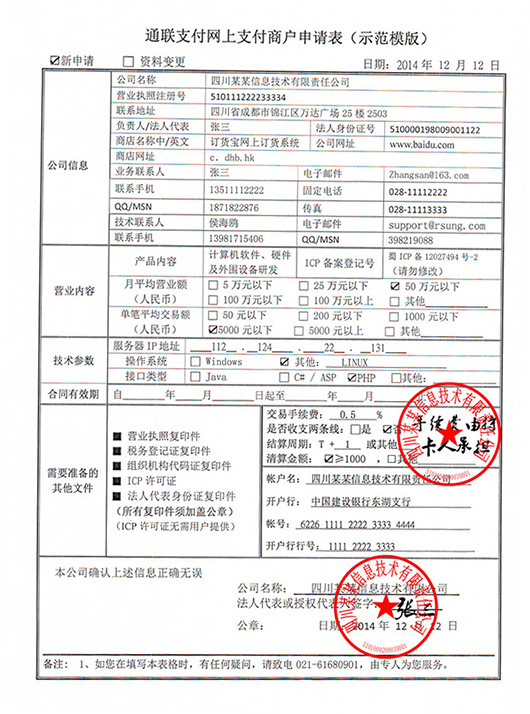 通联支付网上支付商户申请表（示范模版）
☑新申请 □ 资料变更 日期：2014 年 12 月 12 日
公司信息
公司名称 四川某某信息技术有限责任公司
营业执照注册号 510111222233334
联系地址 四川省成都市锦江区万达广场 25 楼 2503
负责人/法人代表 张三 法人身份证号 510000198009001122
商店名称中/英文 订货宝网上订货系统 公司网址 www.baidu.com
商店网址 c. dhb.hk
业务联系人 张三 电子邮件 Zhangsan@163.com
联系手机 13511112222 固定电话 028-11112222
QQ/MSN 1871822876 传真 028-11113333
技术联系人 侯海鸥 电子邮件 support@rsung.com
联系手机 13981715406 QQ/MSN 398219088
营业内容
产品内容 计算机软件、硬件及外围设备研发 ICP 备案登记号 蜀 ICP 备 12027494 号-2（请勿修改）
月平均营业额（人民币） □ 5 万元以下 □ 25 万元以下 ☑ 50 万元以下
□ 100 万元以下 □ 100 万元以上 □ 其他
单笔平均交易额（人民币） □ 50 元以下 □ 200 元以下 □ 1000 元以下
☑5000 元以下 □ 5000 元以上 □ 其他
技术参数
服务器 IP 地址 112 . 124 . 22 . 131
操作系统 □ Windows ☑ 其他: LINUX
接口类型 □ Java □ C# / ASP ☑PHP □其他
合同有效期 自 年 月 日起至 年 月
需要准备的其他文件
■ 营业执照复印件
■ 税务登记证复印件
■ 组织机构代码证复印件
■ ICP 许可证
■ 法人代表身份证复印件
（所有复印件须加盖公章）
（ICP 许可证无需用户提供）
交易手续费: 0.5 %
是否收支两条线: □是 ☑否
结算周期: T + 1 或其他
清算金额: ☑≥1000 , □其他
手续费由持
卡人承担
四川某某信息技术有限责任公司
帐户名: 四川某某信息技术有限责任公司
开户行: 中国建设银行东湖支行
帐号: 6226 1111 2222 3333 4444
开户行行号: 1111 2222 3333
本公司确认上述信息正确无误
公司名称: 四川某某信息技术有限责任公司
法人代表或授权代表人签字: 张三
公章: 日期: 2014 年 12 月 12 日
四川某某信息技术有限责任公司
备注: 1、如您在填写本表格时，有任何疑问，请致电 021-61680901，由专人为您服务。